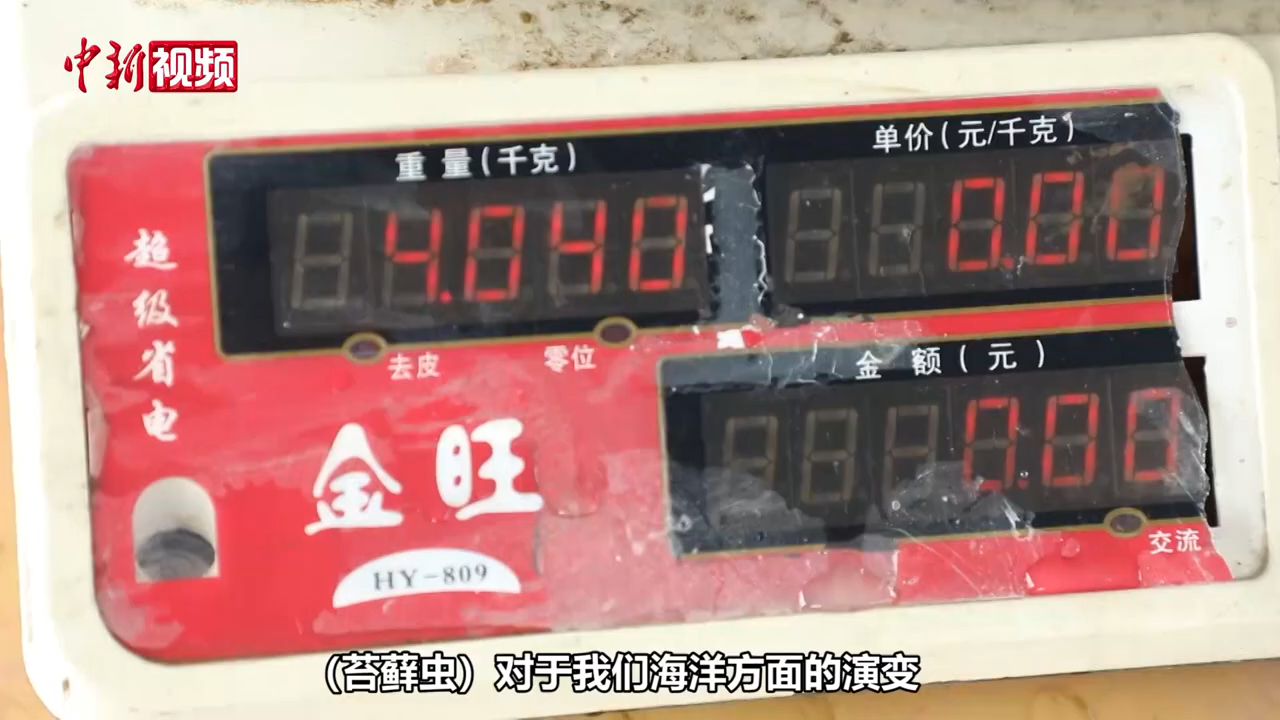 中新视频
重量(千克)
单价(元/千克)
4.040
0.00
超级省电
去皮
零位
金额(元)
0.00
金旺
HY-809
交流
(苔藓虫)对于我们海洋方面的演变